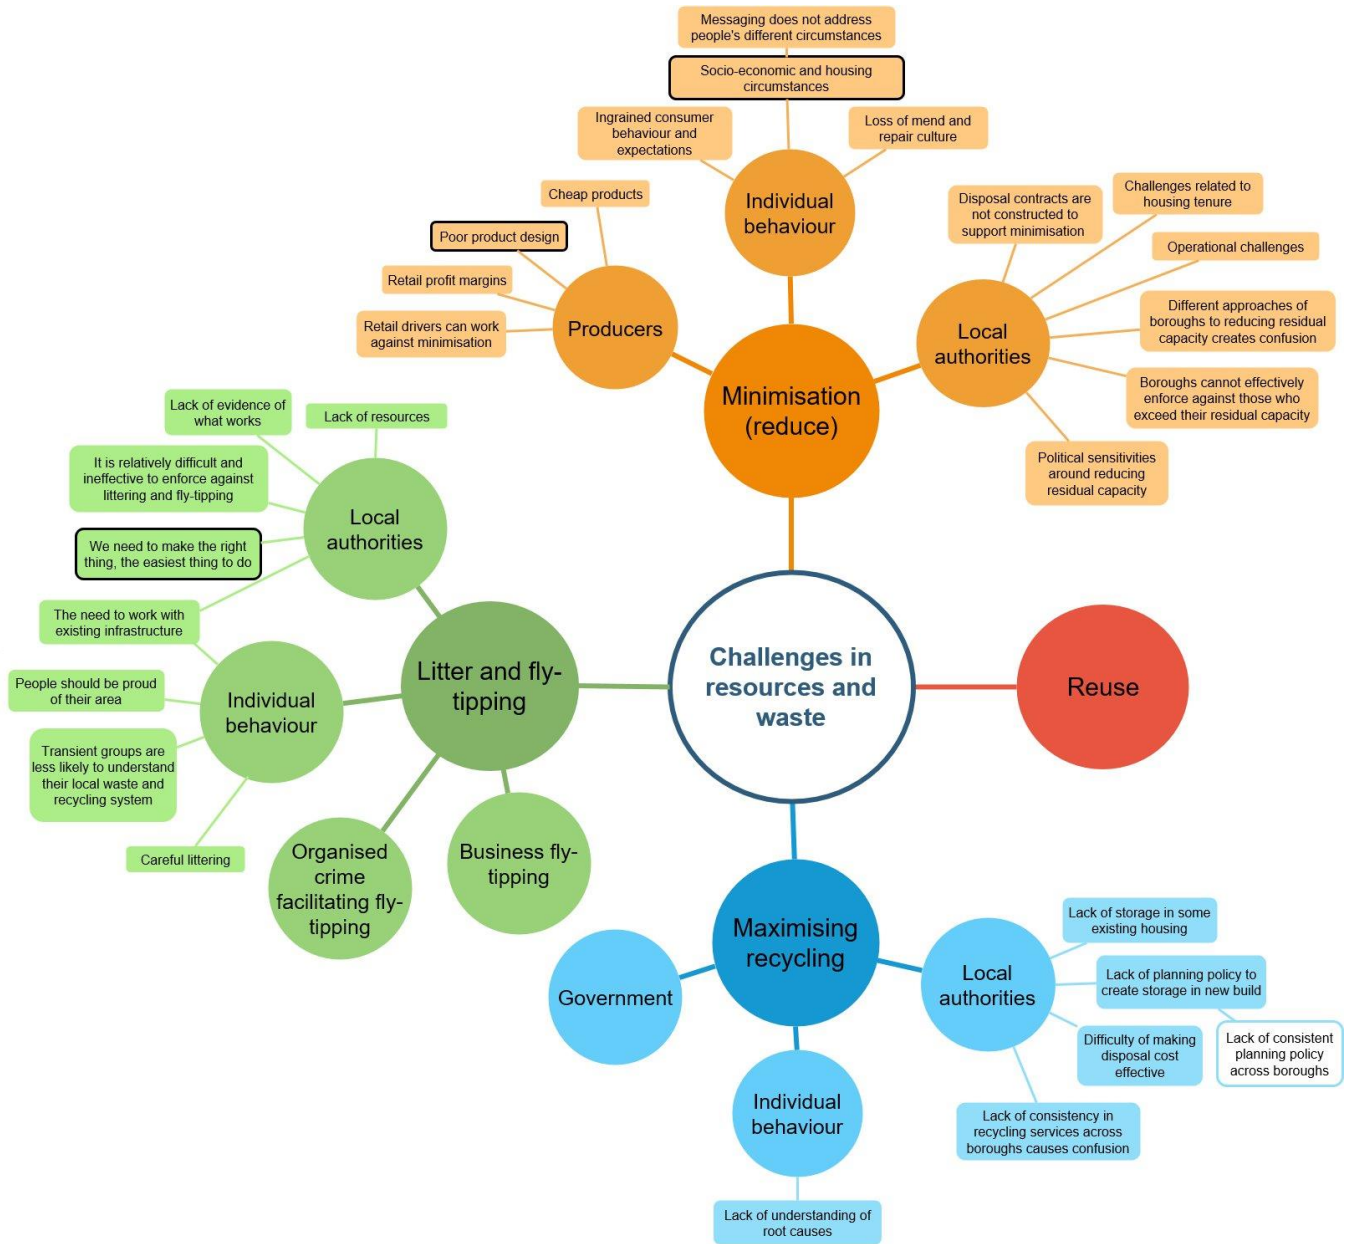 Messaging does not address
people's different circumstances
Socio-economic and housing
circumstances
Ingrained consumer
behaviour and
expectations
Loss of mend and
repair culture
Individual
behaviour
Cheap products
Poor product design
Retail profit margins
Retail drivers can work
against minimisation
Producers
Disposal contracts are
not constructed to
support minimisation
Challenges related to
housing tenure
Operational challenges
Different approaches of
boroughs to reducing residual
capacity creates confusion
Boroughs cannot effectively
enforce against those who
exceed their residual capacity
Political sensitivities
around reducing
residual capacity
Local
authorities
Minimisation
(reduce)
Lack of evidence of
what works
Lack of resources
It is relatively difficult and
ineffective to enforce against
littering and fly-tipping
We need to make the right
thing, the easiest thing to do
The need to work with
existing infrastructure
Local
authorities
People should be proud
of their area
Transient groups are
less likely to understand
their local waste and
recycling system
Careful littering
Individual
behaviour
Litter and fly-
tipping
Organised
crime
facilitating fly-
tipping
Business fly-
tipping
Challenges in
resources and
waste
Reuse
Maximising
recycling
Government
Individual
behaviour
Lack of understanding of
root causes
Local
authorities
Lack of storage in some
existing housing
Lack of planning policy to
create storage in new build
Lack of consistent
planning policy
across boroughs
Difficulty of making
disposal cost
effective
Lack of consistency in
recycling services across
boroughs causes confusion